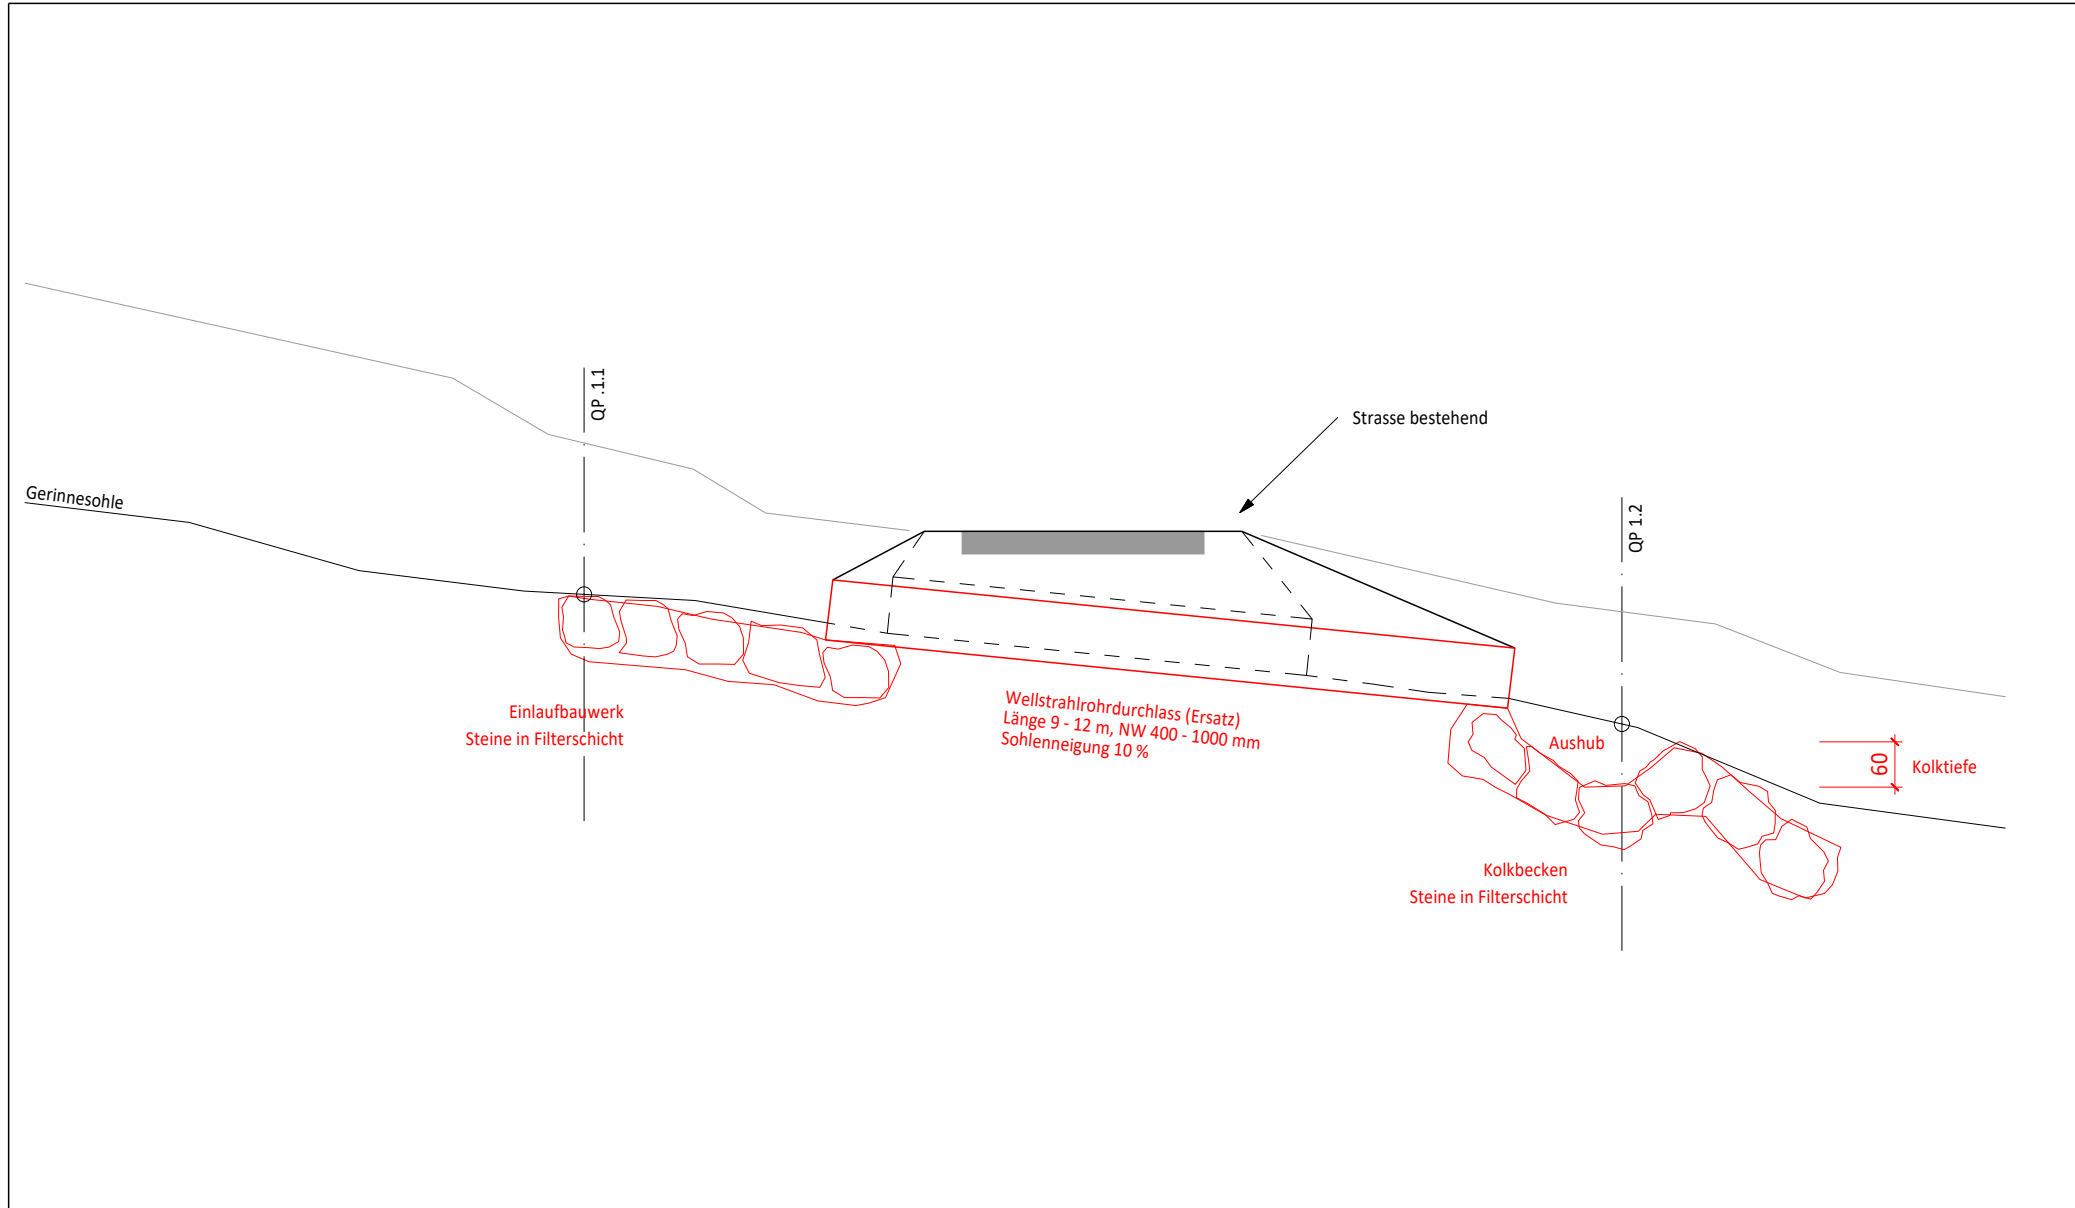 QP .1.1
Strasse bestehend
Gerinnesohle
QP 1.2
Einlaufbauwerk
Steine in Filterschicht
Wellstrahlrohrdurchlass (Ersatz)
Länge 9 - 12 m, NW 400 - 1000 mm
Sohlenneigung 10 %
Aushub
60
Kolktiefe
Kolkbecken
Steine in Filterschicht